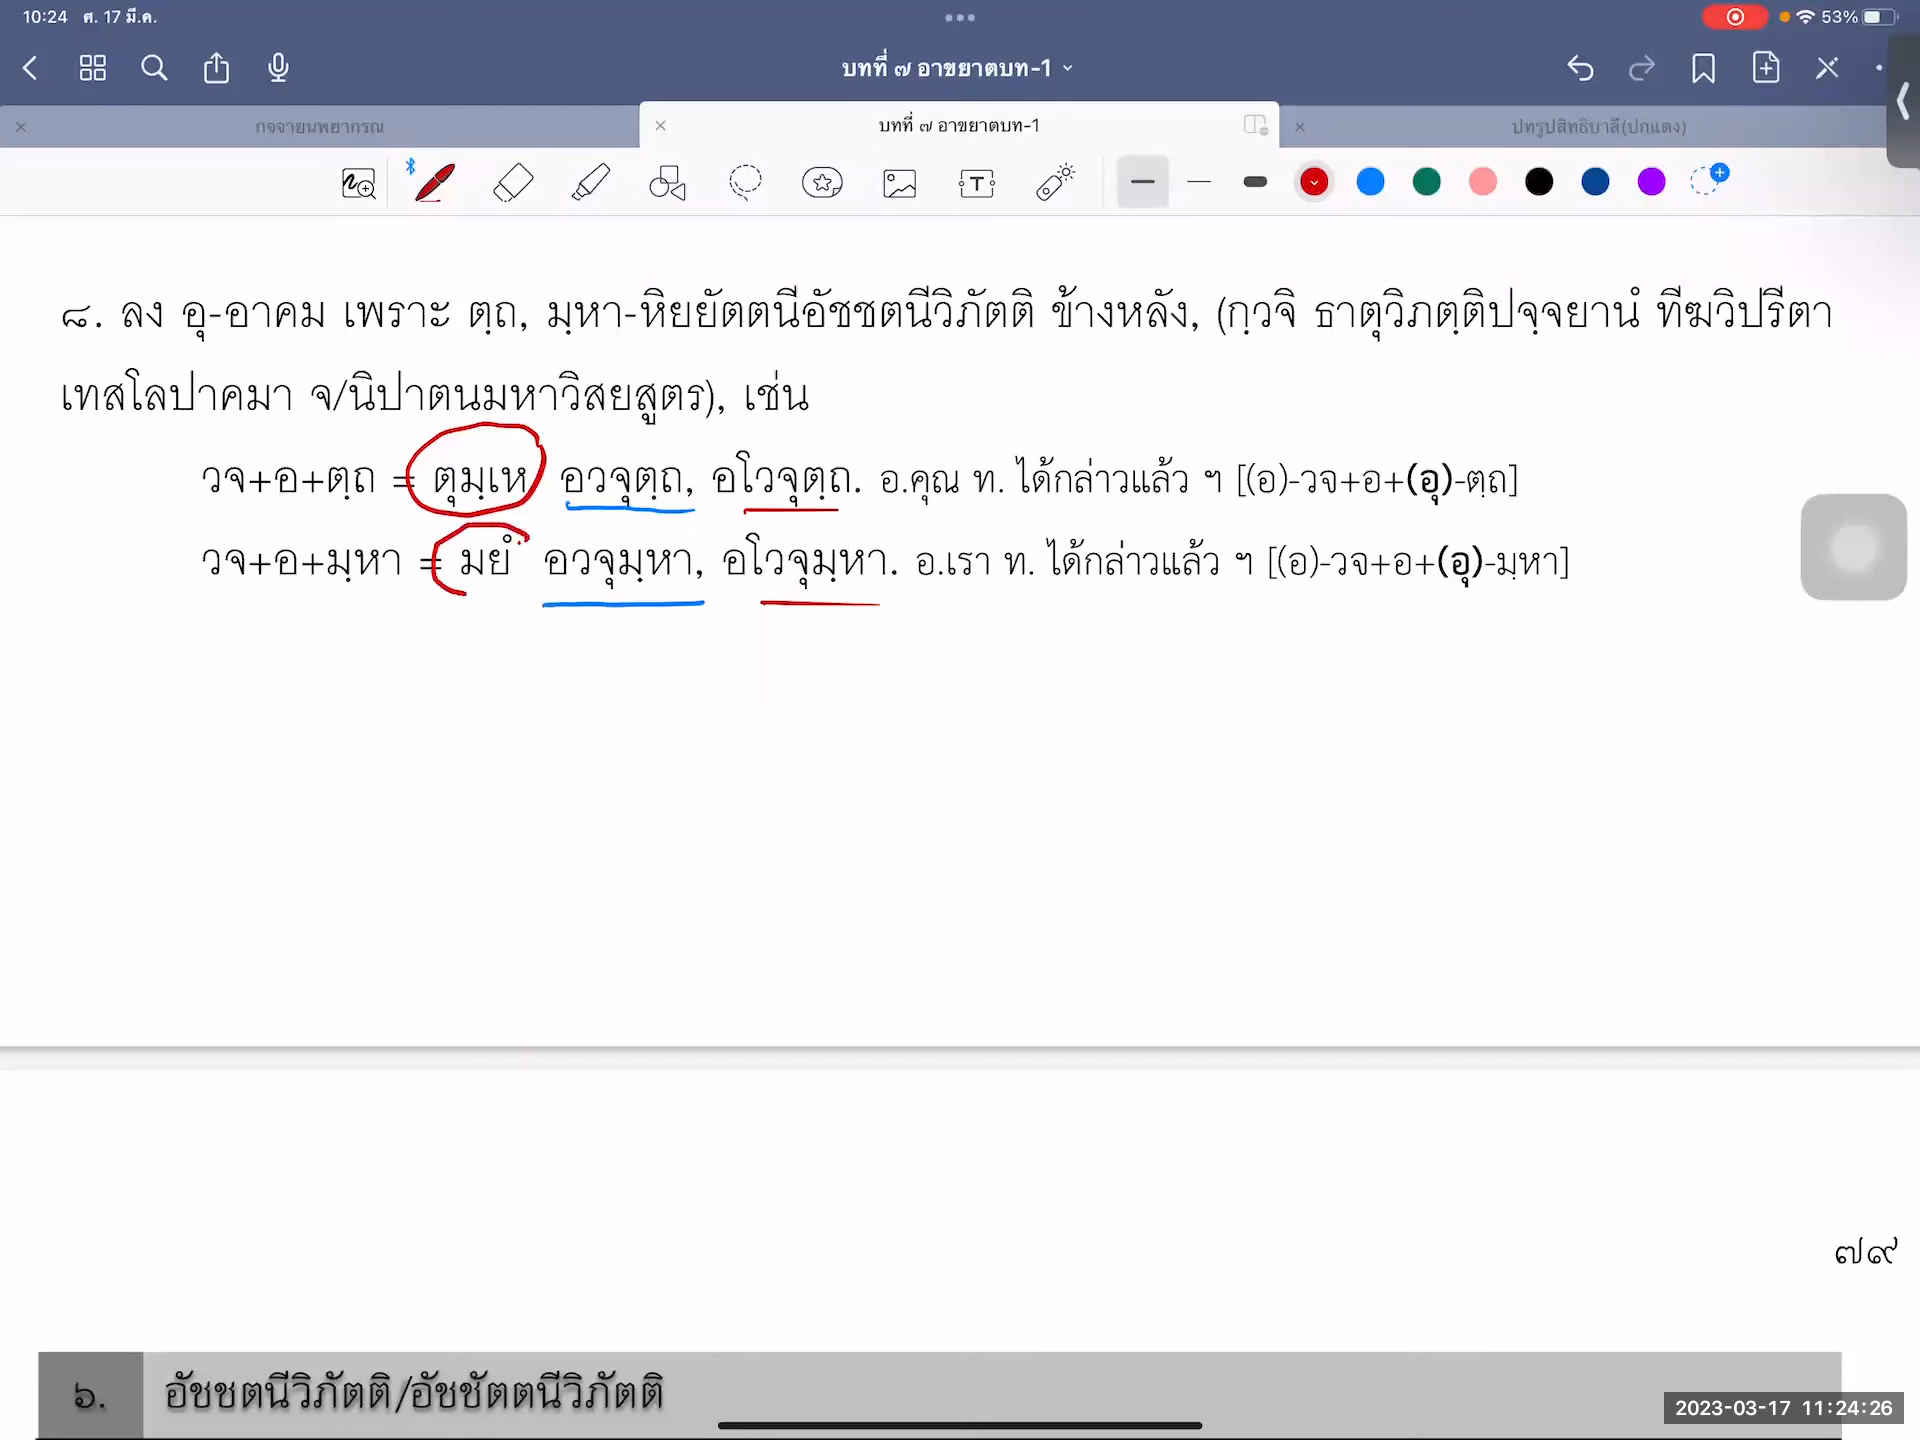 10:24 ศ. 17 มี.ค.
53%
บทที่ ๗ อาขยาตบท-1
กจจายนพยากรณ
บทที่ ๗ อาขยาตบท-1
ปทรูปสิทธิบาลี(ปกแดง)
๘. ลง อุ-อาคม เพราะ ตฺถ, มฺหา-หิยยัตตนีอัชชตนีวิภัตติ ข้างหลัง, (กฺวจิ ธาตุวิภตฺติปจฺจยานํ ทีฆวิปรีตา
เทสโลปาคมา จ/นิปาตนมหาวิสยสูตร), เช่น
วจ+อ+ตฺถ = ตุมฺเห อวจุตฺถ, อโวจุตฺถ. อ.คุณ ท. ได้กล่าวแล้ว ฯ [(อ)-วจ+อ+(อุ)-ตฺถ]
วจ+อ+มฺหา = มยํ อวจุมฺหา, อโวจุมฺหา. อ.เรา ท. ได้กล่าวแล้ว ฯ [(อ)-วจ+อ+(อุ)-มฺหา]
๗๙
๖. อัชชตนีวิภัตติ/อัชชัตตนีวิภัตติ
2023-03-17 11:24:26